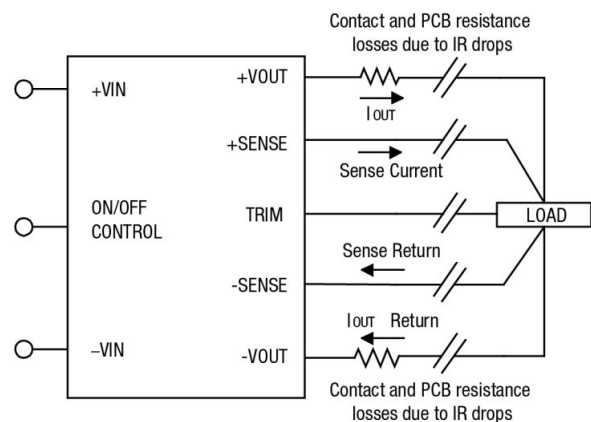 Contact and PCB resistance
losses due to IR drops
+VOUT
+VIN
IOUT
+SENSE
Sense Current
ON/OFF
CONTROL
TRIM
LOAD
Sense Return
-SENSE
IOUT Return
–VIN
-VOUT
Contact and PCB resistance
losses due to IR drops